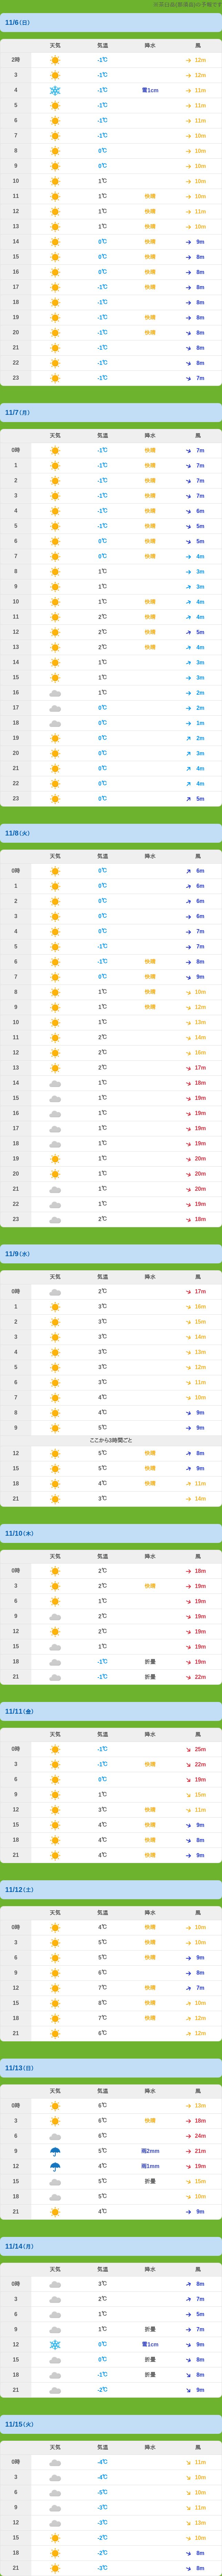 11/6(日)
天気 気温 降水 風
2時 -1℃ 12m
3 -1℃ 12m
4 -1℃ 雪1cm 11m
5 -1℃ 11m
6 -1℃ 11m
7 -1℃ 10m
8 0℃ 10m
9 0℃ 10m
10 1℃ 10m
11 1℃ 快晴 10m
12 1℃ 快晴 11m
13 1℃ 快晴 10m
14 0℃ 快晴 9m
15 0℃ 快晴 8m
16 0℃ 快晴 8m
17 -1℃ 快晴 8m
18 -1℃ 8m
19 -1℃ 快晴 8m
20 -1℃ 快晴 8m
21 -1℃ 8m
22 -1℃ 8m
23 -1℃ 7m
11/7(月)
天気 気温 降水 風
0時 -1℃ 快晴 7m
1 -1℃ 快晴 7m
2 -1℃ 快晴 7m
3 -1℃ 快晴 7m
4 -1℃ 快晴 6m
5 -1℃ 快晴 5m
6 0℃ 快晴 5m
7 0℃ 快晴 4m
8 1℃ 3m
9 1℃ 3m
10 1℃ 快晴 4m
11 2℃ 快晴 4m
12 2℃ 快晴 5m
13 2℃ 快晴 4m
14 1℃ 3m
15 1℃ 3m
16 1℃ 2m
17 0℃ 2m
18 0℃ 1m
19 0℃ 2m
20 0℃ 3m
21 0℃ 4m
22 0℃ 4m
23 0℃ 5m
11/8(火)
天気 気温 降水 風
0時 0℃ 6m
1 0℃ 6m
2 0℃ 6m
3 0℃ 6m
4 0℃ 7m
5 -1℃ 7m
6 -1℃ 快晴 8m
7 0℃ 快晴 9m
8 1℃ 快晴 10m
9 1℃ 快晴 12m
10 1℃ 13m
11 2℃ 14m
12 2℃ 15m
13 2℃ 17m
14 1℃ 18m
15 1℃ 19m
16 1℃ 19m
17 1℃ 19m
18 1℃ 19m
19 1℃ 20m
20 1℃ 20m
21 1℃ 20m
22 1℃ 19m
23 2℃ 18m
11/9(水)
天気 気温 降水 風
0時 2℃ 17m
1 3℃ 16m
2 3℃ 15m
3 3℃ 14m
4 3℃ 13m
5 3℃ 12m
6 3℃ 11m
7 4℃ 10m
8 4℃ 9m
9 5℃ 9m
ここから3時間ごと
12 5℃ 快晴 8m
15 5℃ 快晴 9m
18 4℃ 快晴 11m
21 3℃ 14m
11/10(木)
天気 気温 降水 風
0時 2℃ 18m
3 2℃ 快晴 19m
6 1℃ 19m
9 2℃ 19m
12 2℃ 19m
15 1℃ 19m
18 -1℃ 折曇 19m
21 -1℃ 折曇 22m
11/11(金)
天気 気温 降水 風
0時 -1℃ 25m
3 -1℃ 快晴 22m
6 0℃ 19m
9 1℃ 15m
12 3℃ 快晴 11m
15 4℃ 快晴 9m
18 4℃ 快晴 8m
21 4℃ 快晴 9m
11/12(土)
天気 気温 降水 風
0時 4℃ 快晴 10m
3 5℃ 快晴 10m
6 5℃ 快晴 9m
9 6℃ 8m
12 7℃ 快晴 7m
15 8℃ 快晴 10m
18 7℃ 快晴 12m
21 6℃ 12m
11/13(日)
天気 気温 降水 風
0時 6℃ 13m
3 6℃ 快晴 18m
6 6℃ 24m
9 5℃ 雨2mm 21m
12 4℃ 雨1mm 19m
15 5℃ 折曇 15m
18 5℃ 10m
21 4℃ 9m
11/14(月)
天気 気温 降水 風
0時 3℃ 8m
3 2℃ 7m
6 1℃ 5m
9 1℃ 折曇 7m
12 0℃ 雪1cm 9m
15 0℃ 折曇 8m
18 -1℃ 折曇 8m
21 -2℃ 9m
11/15(火)
天気 気温 降水 風
0時 -4℃ 11m
3 -4℃ 10m
6 -5℃ 10m
9 -3℃ 11m
12 -3℃ 13m
15 -2℃ 10m
18 -2℃ 8m
21 -3℃ 8m